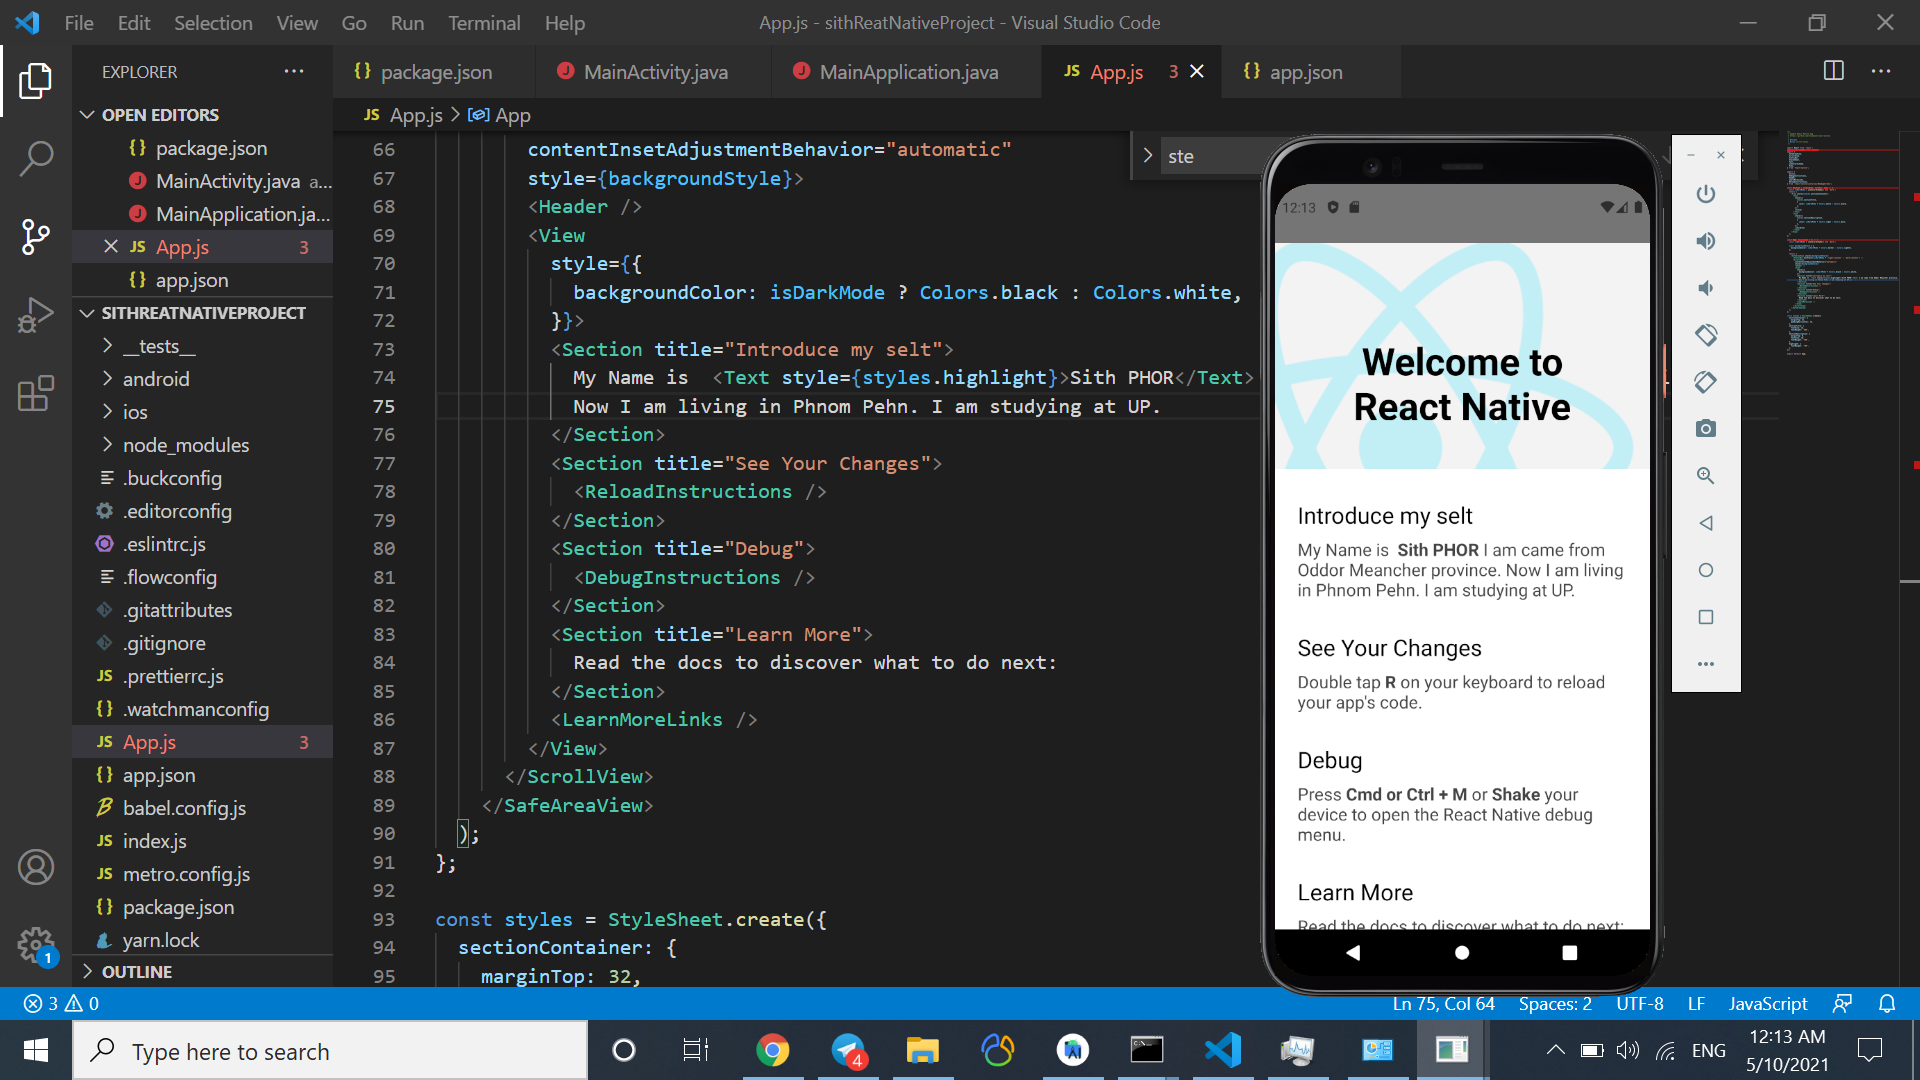 File Edit Selection View Go Run Terminal Help
App.js - sithReatNativeProject - Visual Studio Code
EXPLORER
OPEN EDITORS
package.json
MainActivity.java a...
MainApplication.ja...
App.js 3
app.json
SITHREATNATIVEPROJECT
__tests__
android
ios
node_modules
.buckconfig
.editorconfig
.eslintrc.js
.flowconfig
.gitattributes
.gitignore
.prettierrc.js
.watchmanconfig
App.js 3
app.json
babel.config.js
index.js
metro.config.js
package.json
yarn.lock
OUTLINE
1
package.json MainActivity.java MainApplication.java JS App.js 3 app.json
JS App.js > App
ste
66 contentInsetAdjustmentBehavior="automatic"
67 style={backgroundStyle}>
68 <Header />
69 <View
70 style={{
71 backgroundColor: isDarkMode ? Colors.black : Colors.white,
72 }}>
73 <Section title="Introduce my selt">
74 My Name is  <Text style={styles.highlight}>Sith PHOR</Text>
75 Now I am living in Phnom Pehn. I am studying at UP.
76 </Section>
77 <Section title="See Your Changes">
78 <ReloadInstructions />
79 </Section>
80 <Section title="Debug">
81 <DebugInstructions />
82 </Section>
83 <Section title="Learn More">
84 Read the docs to discover what to do next:
85 </Section>
86 <LearnMoreLinks />
87 </View>
88 </ScrollView>
89 </SafeAreaView>
90 );
91 };
92
93 const styles = StyleSheet.create({
94 sectionContainer: {
95 marginTop: 32,
12:13
Welcome to
React Native
Introduce my selt
My Name is  Sith PHOR I am came from
Oddor Meancher province. Now I am living
in Phnom Pehn. I am studying at UP.
See Your Changes
Double tap R on your keyboard to reload
your app's code.
Debug
Press Cmd or Ctrl + M or Shake your
device to open the React Native debug
menu.
Learn More
Read the docs to discover what to do next:
3 0
Ln 75, Col 64 Spaces: 2 UTF-8 LF JavaScript
Type here to search
4
ENG
12:13 AM
5/10/2021